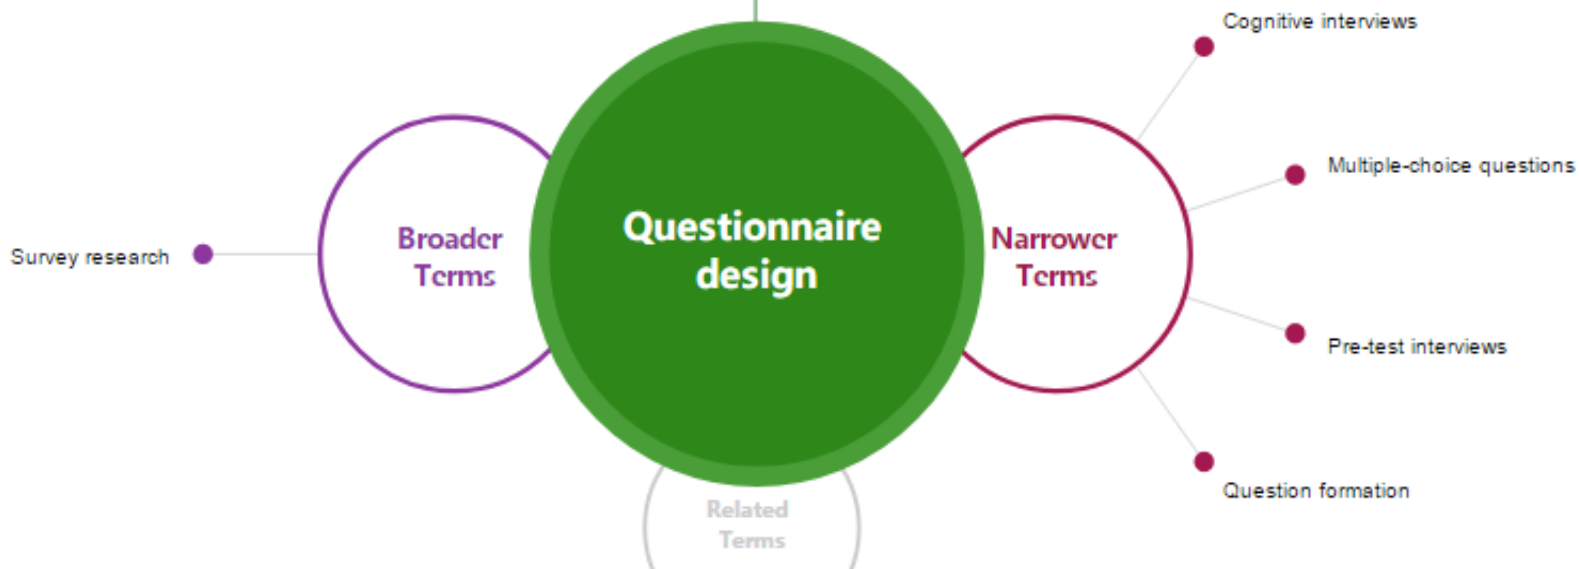 Cognitive interviews
Multiple-choice questions
Questionnaire
design
Broader
Terms
Narrower
Terms
Survey research
Pre-test interviews
Question formation
Related
Terms